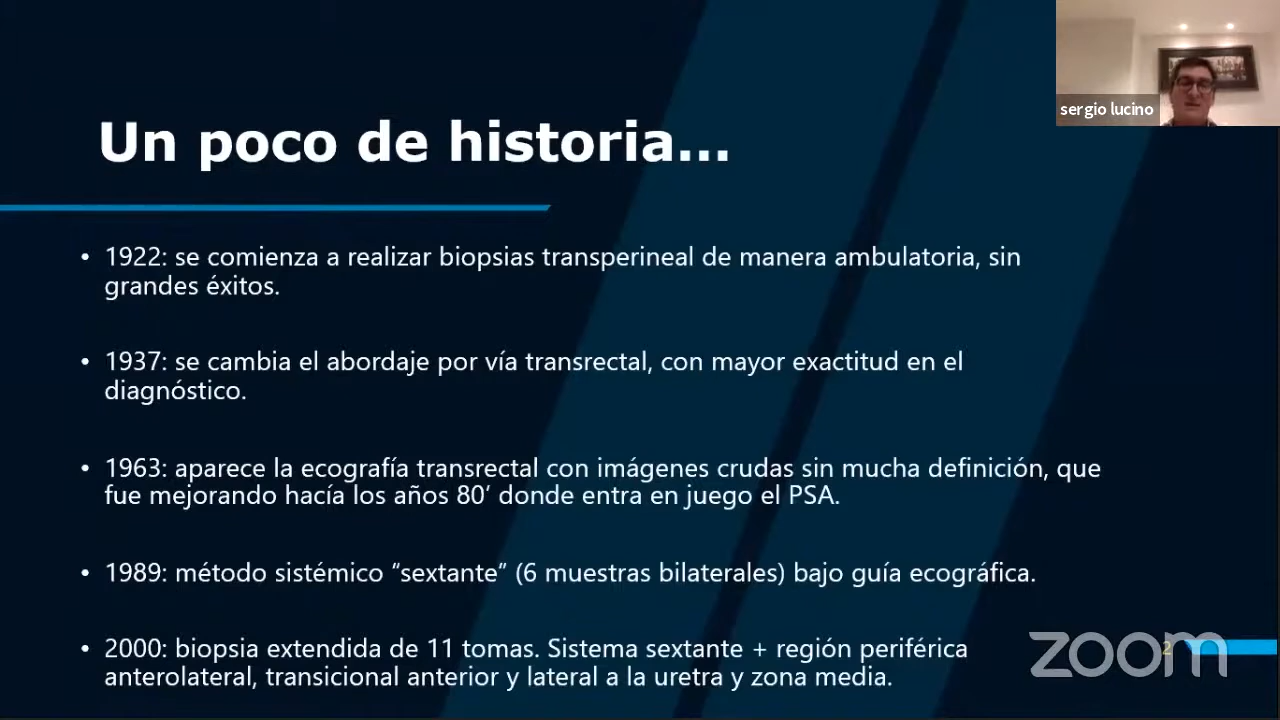 sergio lucino
Un poco de historia...
• 1922: se comienza a realizar biopsias transperineal de manera ambulatoria, sin
grandes éxitos.
• 1937: se cambia el abordaje por vía transrectal, con mayor exactitud en el
diagnóstico.
• 1963: aparece la ecografía transrectal con imágenes crudas sin mucha definición, que
fue mejorando hacía los años 80’ donde entra en juego el PSA.
• 1989: método sistémico “sextante” (6 muestras bilaterales) bajo guía ecográfica.
• 2000: biopsia extendida de 11 tomas. Sistema sextante + región periférica
anterolateral, transicional anterior y lateral a la uretra y zona media.
2
zoom